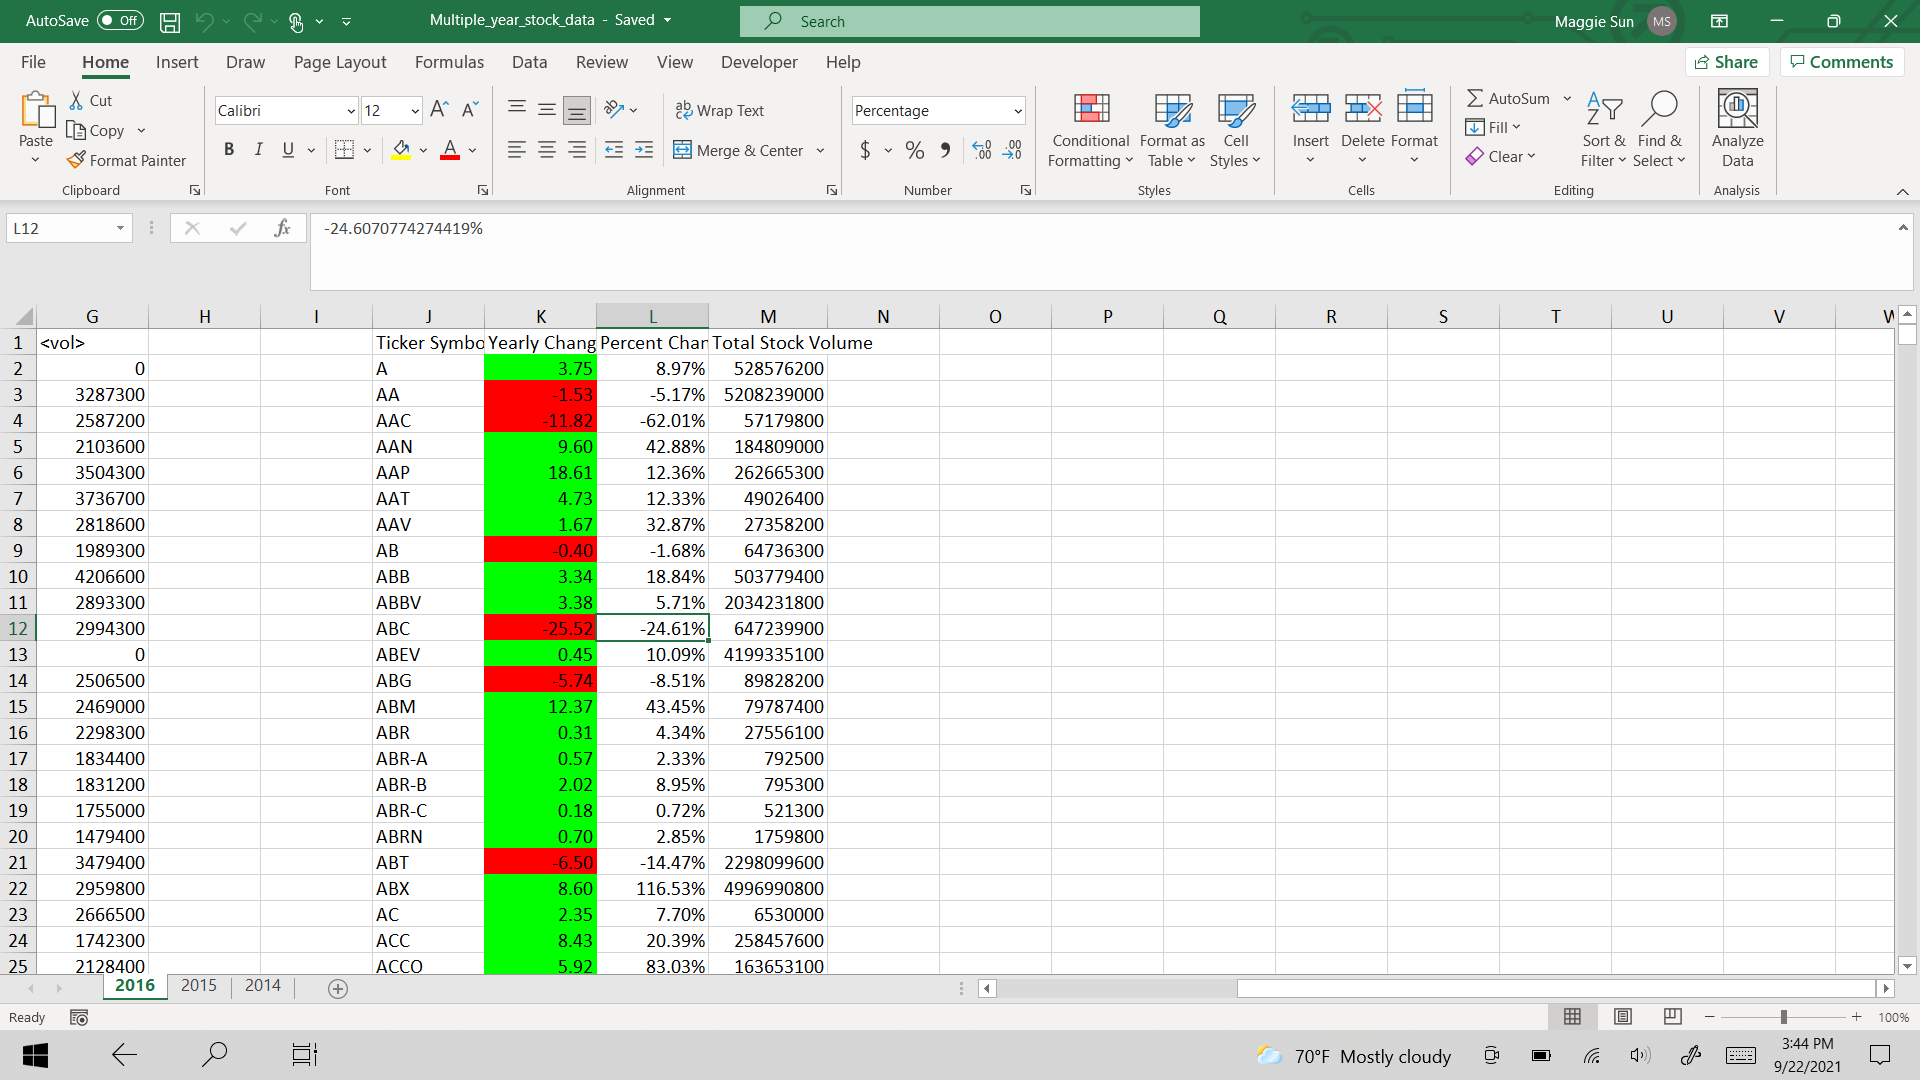 AutoSave Off Multiple_year_stock_data - Saved Search Maggie Sun MS
File Home Insert Draw Page Layout Formulas Data Review View Developer Help Share Comments
Paste Cut Copy Format Painter Clipboard
Calibri 12 B I U A Font
ab Wrap Text Merge & Center Alignment
Percentage $ % Number
Conditional Formatting Format as Table Cell Styles Styles
Insert Delete Format Cells
AutoSum Fill Clear Sort & Filter Find & Select Editing
Analyze Data Analysis
L12 fx -24.6070774274419%
G H I J K L M N O P Q R S T U V W
1 <vol> Ticker Symbo Yearly Chang Percent Char Total Stock Volume
2 0 A 3.75 8.97% 528576200
3 3287300 AA -1.53 -5.17% 5208239000
4 2587200 AAC -11.82 -62.01% 57179800
5 2103600 AAN 9.60 42.88% 184809000
6 3504300 AAP 18.61 12.36% 262665300
7 3736700 AAT 4.73 12.33% 49026400
8 2818600 AAV 1.67 32.87% 27358200
9 1989300 AB -0.40 -1.68% 64736300
10 4206600 ABB 3.34 18.84% 503779400
11 2893300 ABBV 3.38 5.71% 2034231800
12 2994300 ABC -25.52 -24.61% 647239900
13 0 ABEV 0.45 10.09% 4199335100
14 2506500 ABG -5.74 -8.51% 89828200
15 2469000 ABM 12.37 43.45% 79787400
16 2298300 ABR 0.31 4.34% 27556100
17 1834400 ABR-A 0.57 2.33% 792500
18 1831200 ABR-B 2.02 8.95% 795300
19 1755000 ABR-C 0.18 0.72% 521300
20 1479400 ABRN 0.70 2.85% 1759800
21 3479400 ABT -6.50 -14.47% 2298099600
22 2959800 ABX 8.60 116.53% 4996990800
23 2666500 AC 2.35 7.70% 6530000
24 1742300 ACC 8.43 20.39% 258457600
25 2128400 ACCO 5.92 83.03% 163653100
2016 2015 2014
Ready 100%
70°F Mostly cloudy 3:44 PM
9/22/2021